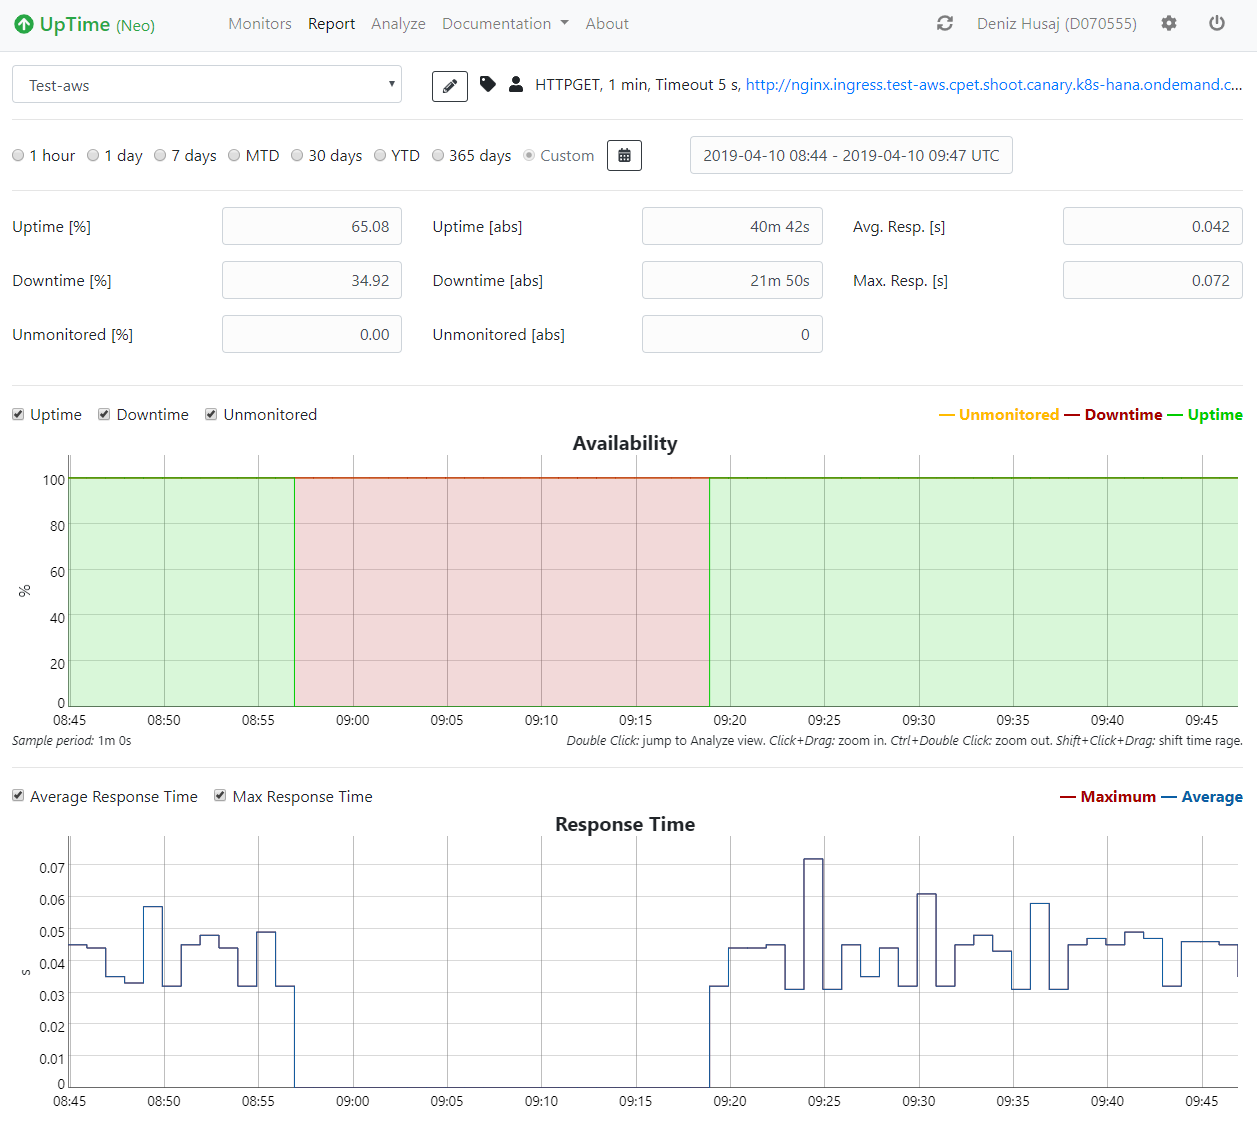 UpTime (Neo) Monitors Report Analyze Documentation About Deniz Husaj (D070555)
Test-aws HTTPGET, 1 min, Timeout 5 s, http://nginx.ingress.test-aws.cpet.shoot.canary.k8s-hana.ondemand.c...
1 hour 1 day 7 days MTD 30 days YTD 365 days Custom 2019-04-10 08:44 - 2019-04-10 09:47 UTC
Uptime [%] 65.08 Uptime [abs] 40m 42s Avg. Resp. [s] 0.042
Downtime [%] 34.92 Downtime [abs] 21m 50s Max. Resp. [s] 0.072
Unmonitored [%] 0.00 Unmonitored [abs] 0
Uptime Downtime Unmonitored Unmonitored Downtime Uptime
Availability
100
80
60
%
40
20
0
08:45 08:50 08:55 09:00 09:05 09:10 09:15 09:20 09:25 09:30 09:35 09:40 09:45
Sample period: 1m 0s Double Click: jump to Analyze view. Click+Drag: zoom in. Ctrl+Double Click: zoom out. Shift+Click+Drag: shift time rage.
Average Response Time Max Response Time Maximum Average
Response Time
0.07
0.06
0.05
0.04
s
0.03
0.02
0.01
0
08:45 08:50 08:55 09:00 09:05 09:10 09:15 09:20 09:25 09:30 09:35 09:40 09:45